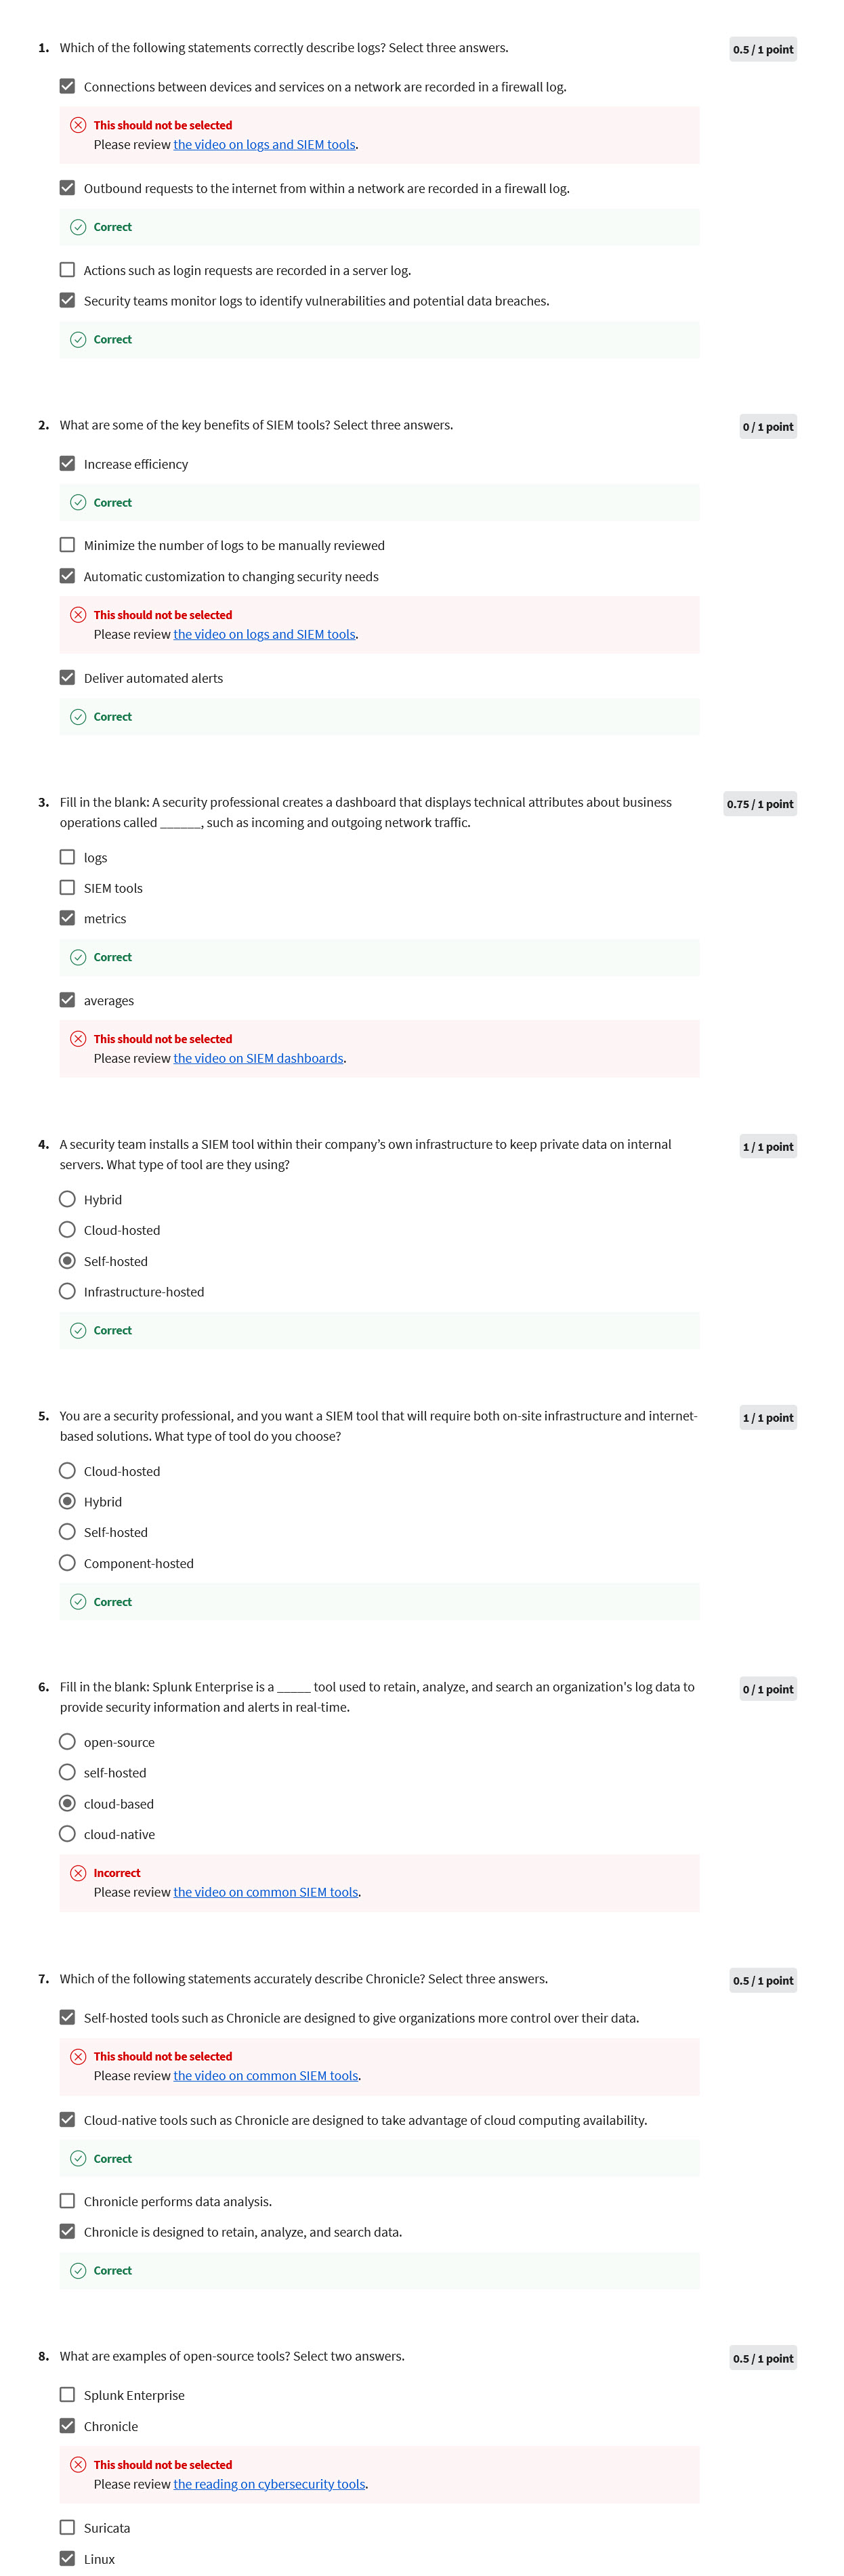 1. Which of the following statements correctly describe logs? Select three answers.
0.5 / 1 point
Connections between devices and services on a network are recorded in a firewall log.
This should not be selected
Please review the video on logs and SIEM tools.
Outbound requests to the internet from within a network are recorded in a firewall log.
Correct
Actions such as login requests are recorded in a server log.
Security teams monitor logs to identify vulnerabilities and potential data breaches.
Correct
2. What are some of the key benefits of SIEM tools? Select three answers.
0 / 1 point
Increase efficiency
Correct
Minimize the number of logs to be manually reviewed
Automatic customization to changing security needs
This should not be selected
Please review the video on logs and SIEM tools.
Deliver automated alerts
Correct
3. Fill in the blank: A security professional creates a dashboard that displays technical attributes about business
operations called ______, such as incoming and outgoing network traffic.
0.75 / 1 point
logs
SIEM tools
metrics
Correct
averages
This should not be selected
Please review the video on SIEM dashboards.
4. A security team installs a SIEM tool within their company’s own infrastructure to keep private data on internal
servers. What type of tool are they using?
1 / 1 point
Hybrid
Cloud-hosted
Self-hosted
Infrastructure-hosted
Correct
5. You are a security professional, and you want a SIEM tool that will require both on-site infrastructure and internet-
based solutions. What type of tool do you choose?
1 / 1 point
Cloud-hosted
Hybrid
Self-hosted
Component-hosted
Correct
6. Fill in the blank: Splunk Enterprise is a _____ tool used to retain, analyze, and search an organization's log data to
provide security information and alerts in real-time.
0 / 1 point
open-source
self-hosted
cloud-based
cloud-native
Incorrect
Please review the video on common SIEM tools.
7. Which of the following statements accurately describe Chronicle? Select three answers.
0.5 / 1 point
Self-hosted tools such as Chronicle are designed to give organizations more control over their data.
This should not be selected
Please review the video on common SIEM tools.
Cloud-native tools such as Chronicle are designed to take advantage of cloud computing availability.
Correct
Chronicle performs data analysis.
Chronicle is designed to retain, analyze, and search data.
Correct
8. What are examples of open-source tools? Select two answers.
0.5 / 1 point
Splunk Enterprise
Chronicle
This should not be selected
Please review the reading on cybersecurity tools.
Suricata
Linux